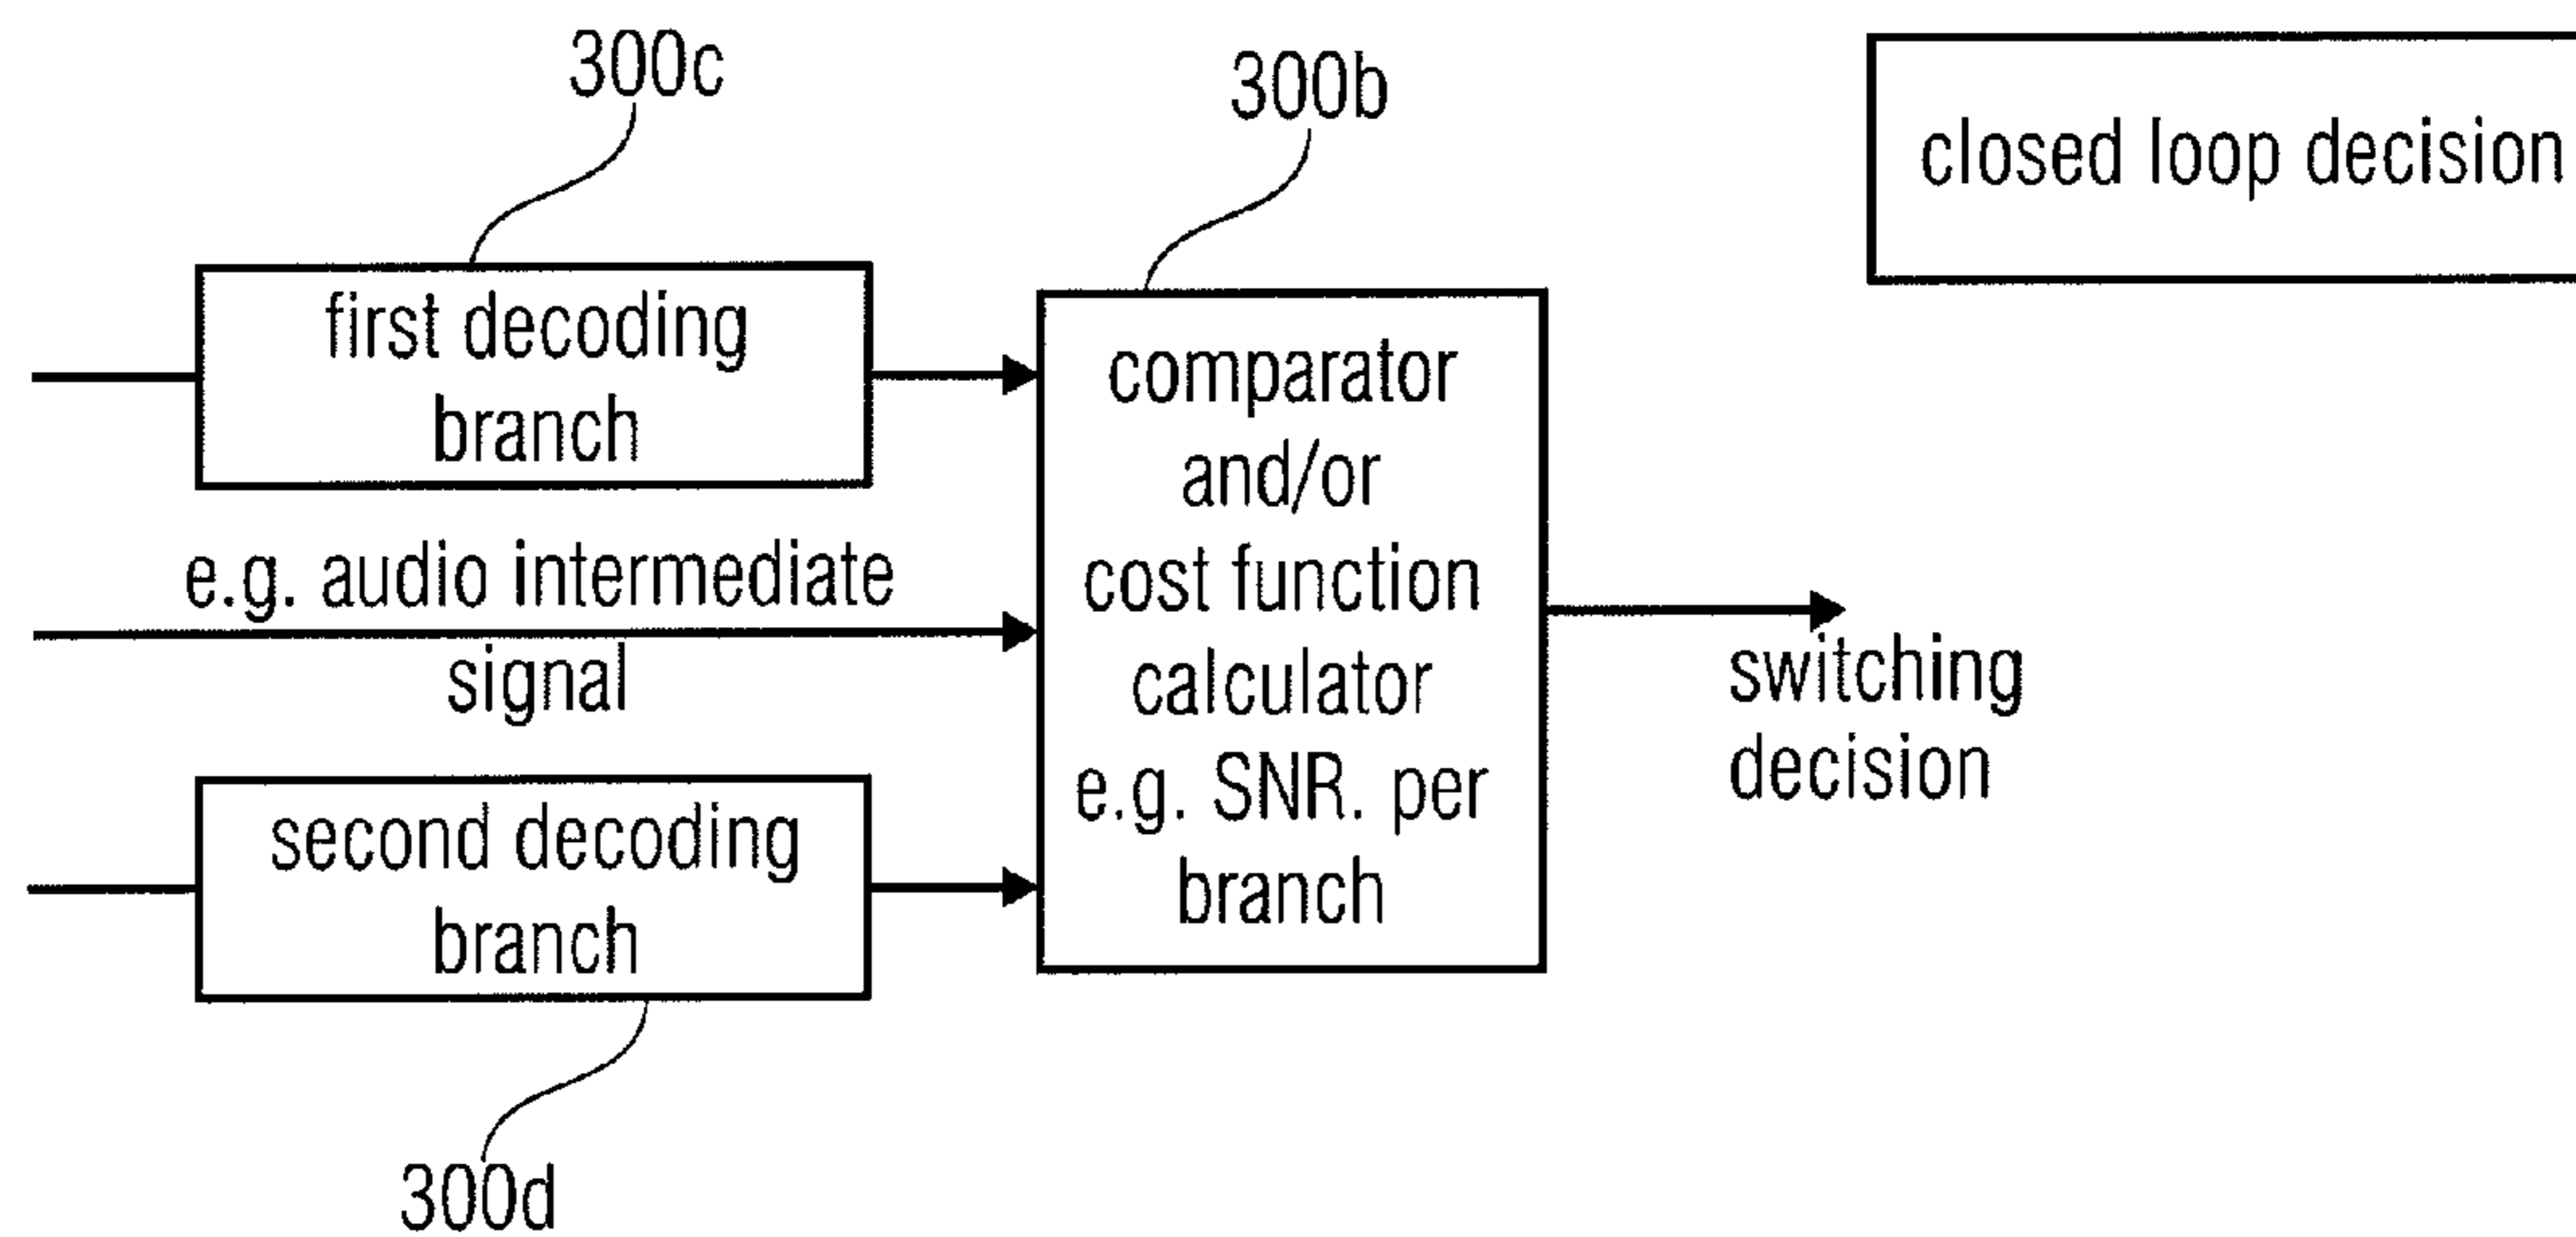 300c
300b
closed loop decision
first decoding
branch
comparator
and/or
cost function
calculator
e.g. SNR. per
branch
e.g. audio intermediate
signal
switching
decision
second decoding
branch
300d